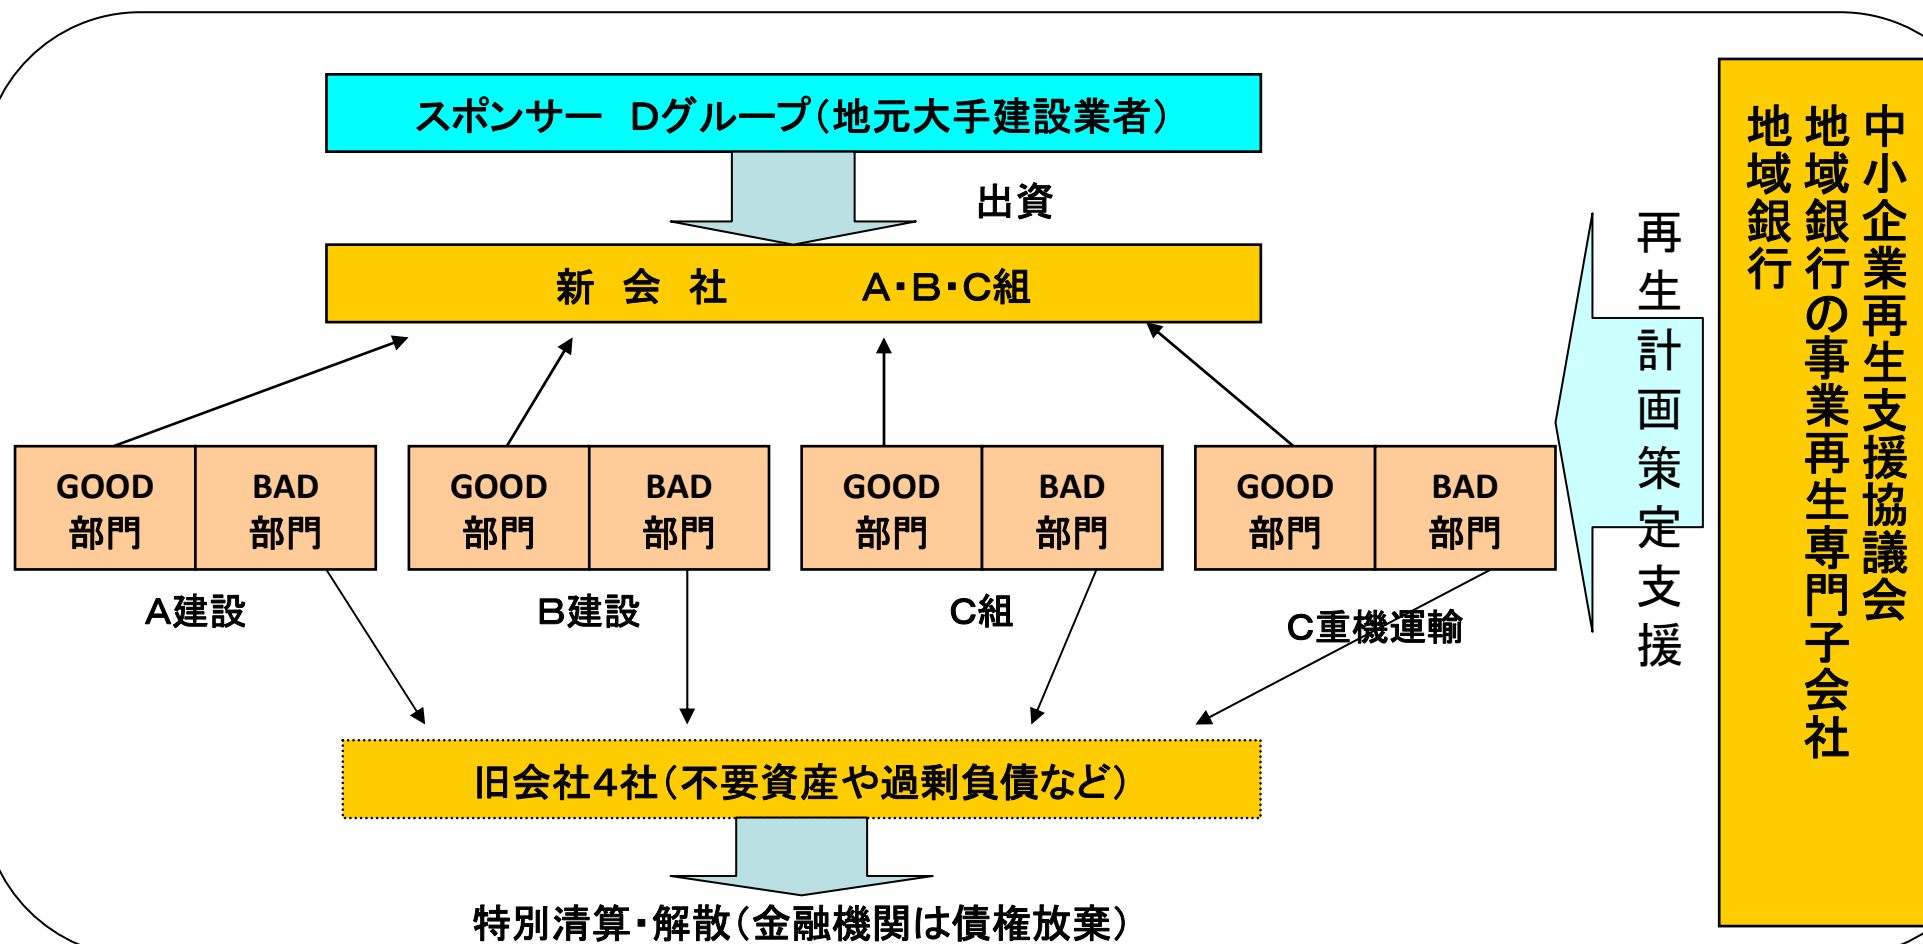 スポンサー　Dグループ(地元大手建設業者)
出資
新　会　社　　　A・B・C組
GOOD
部門
BAD
部門
GOOD
部門
BAD
部門
GOOD
部門
BAD
部門
GOOD
部門
BAD
部門
A建設
B建設
C組
C重機運輸
旧会社4社(不要資産や過剰負債など)
特別清算・解散(金融機関は債権放棄)
再生計画策定支援
中小企業再生支援協議会
地域銀行の事業再生専門子会社
地域銀行